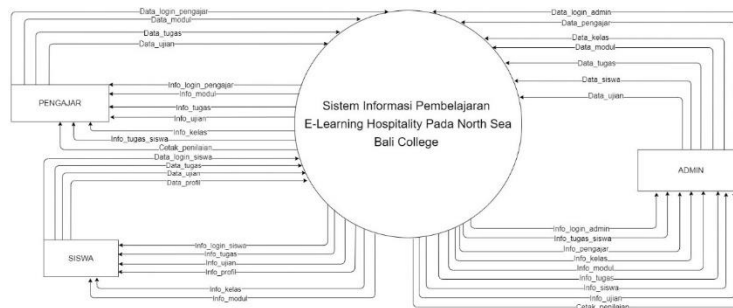 Data_login_pengajar
Data_modul
Data_tugas
Data_ujian
PENGAJAR
Info_login_pengajar
Info_modul
Info_tugas
Info_ujian
Info_kelas
Info_tugas_siswa
Cetak_penilaian
Data_login_siswa
Data_tugas
Data_ujian
Data_profil
SISWA
Info_login_siswa
Info_tugas
Info_ujian
Info_profil
Info_kelas
Info_modul
Sistem Informasi Pembelajaran
E-Learning Hospitality Pada North Sea
Bali College
Data_login_admin
Data_pengajar
Data_kelas
Data_modul
Data_tugas
Data_siswa
Data_ujian
ADMIN
Info_login_admin
Info_tugas_siswa
Info_pengajar
Info_kelas
Info_modul
Info_tugas
Info_siswa
Info_ujian
Cetak_penilaian